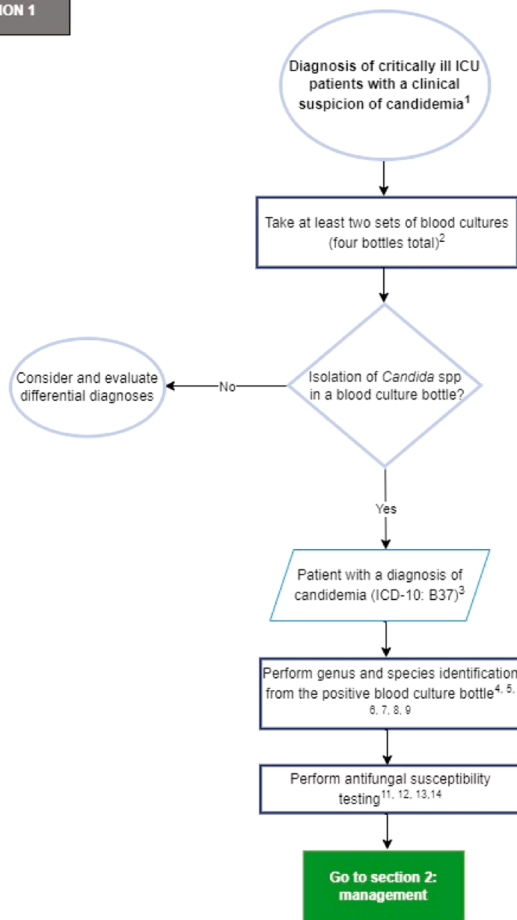 ION 1
Diagnosis of critically ill ICU
patients with a clinical
suspicion of candidemia¹
Take at least two sets of blood cultures
(four bottles total)²
Isolation of Candida spp
in a blood culture bottle?
No
Consider and evaluate
differential diagnoses
Yes
Patient with a diagnosis of
candidemia (ICD-10: B37)³
Perform genus and species identification
from the positive blood culture bottle⁴, ⁵,
⁶, ⁷, ⁸, ⁹
Perform antifungal susceptibility
testing¹¹, ¹², ¹³,¹⁴
Go to section 2:
management